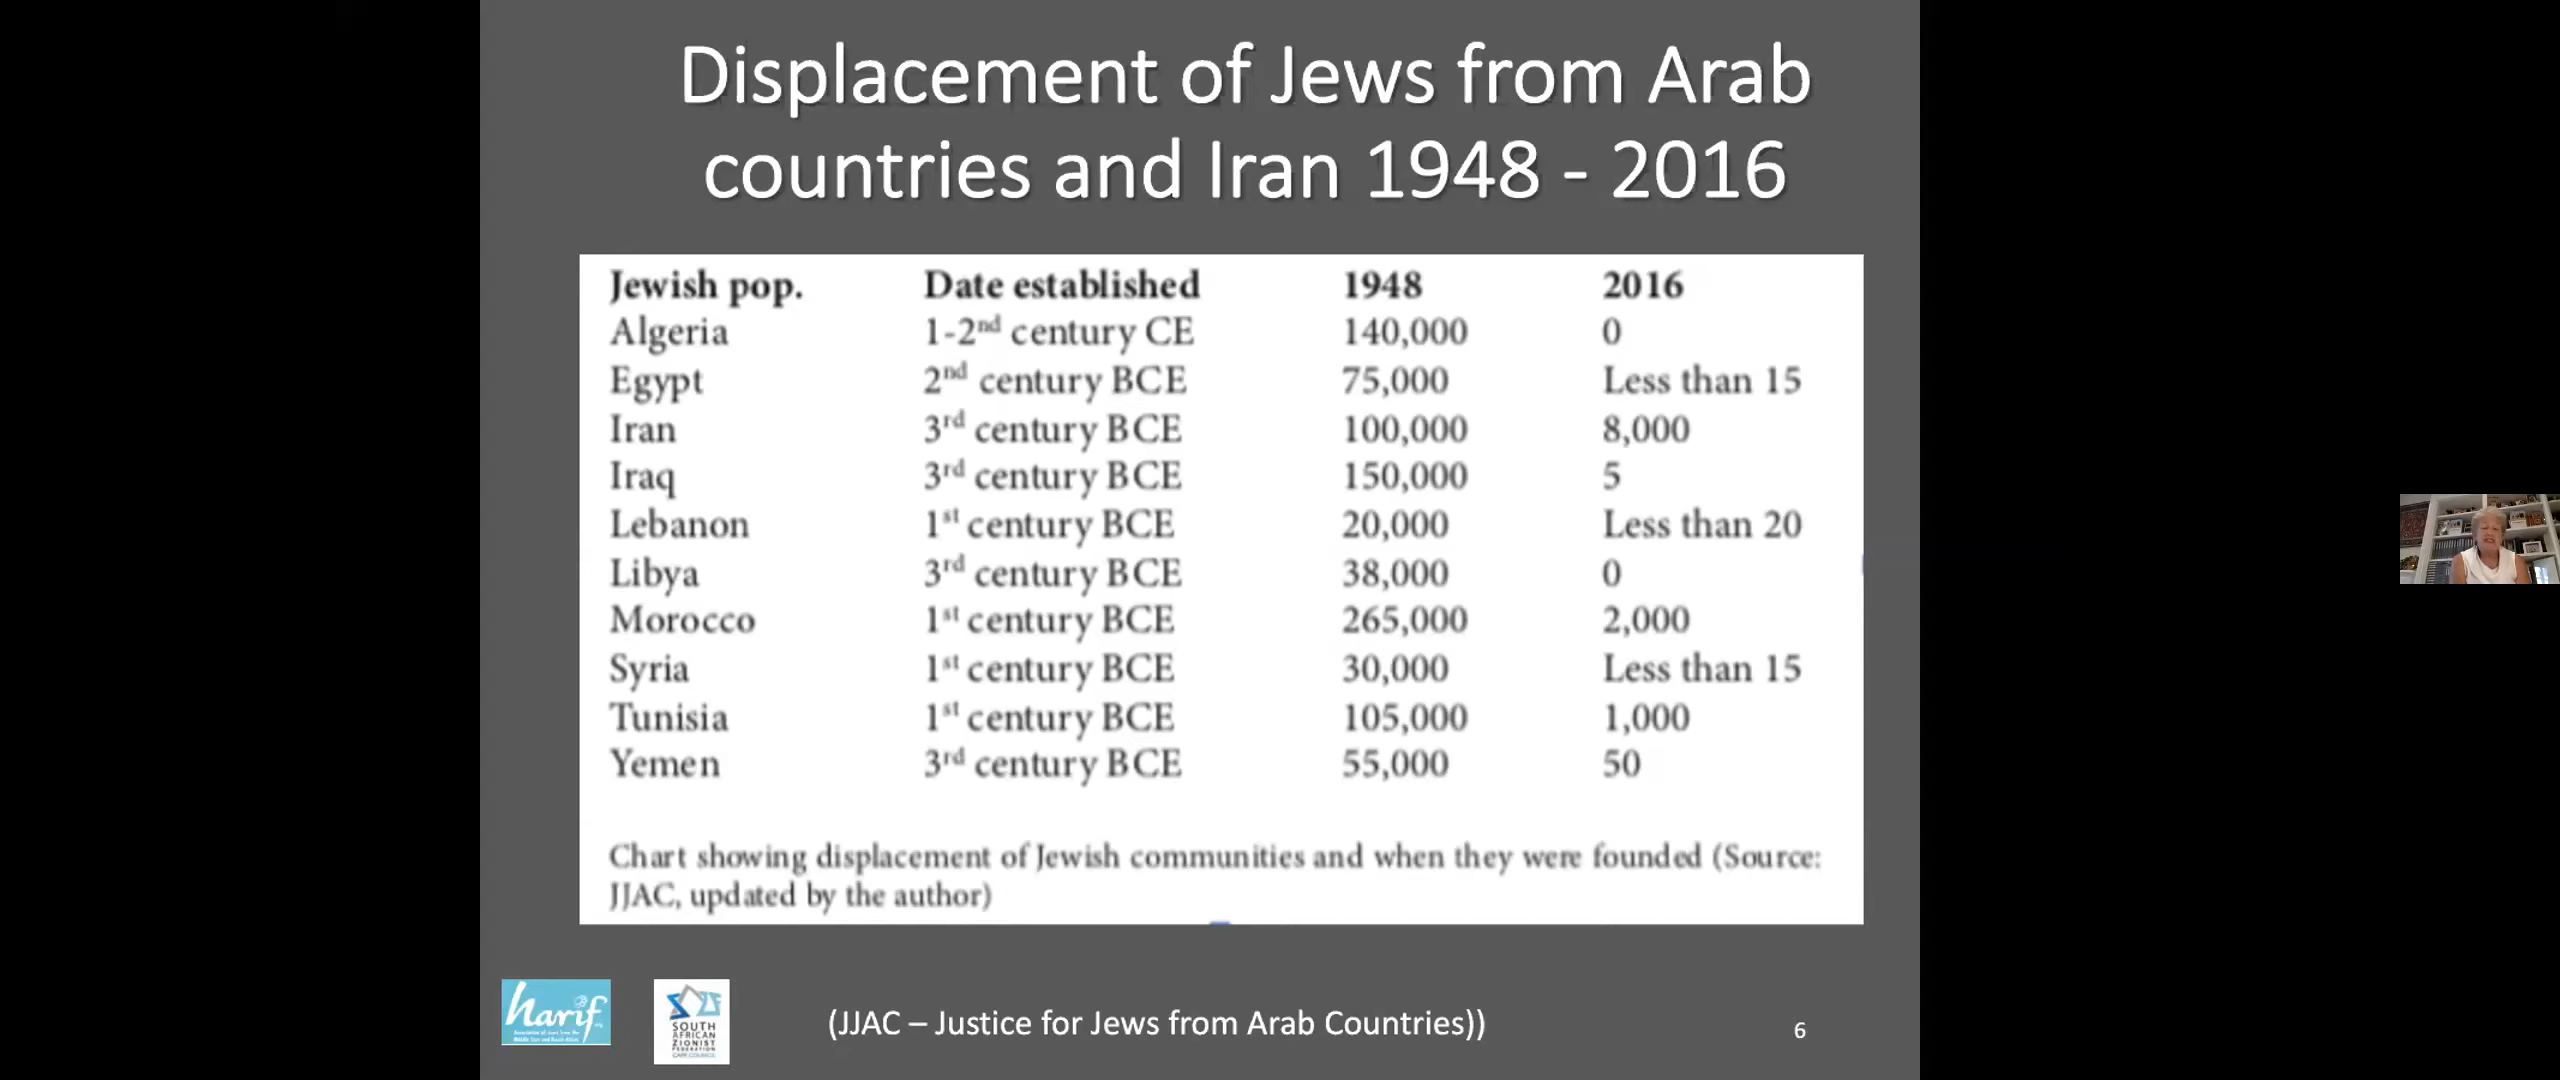 Displacement of Jews from Arab
countries and Iran 1948 - 2016
Jewish pop. Date established 1948 2016
Algeria 1-2nd century CE 140,000 0
Egypt 2nd century BCE 75,000 Less than 15
Iran 3rd century BCE 100,000 8,000
Iraq 3rd century BCE 150,000 5
Lebanon 1st century BCE 20,000 Less than 20
Libya 3rd century BCE 38,000 0
Morocco 1st century BCE 265,000 2,000
Syria 1st century BCE 30,000 Less than 15
Tunisia 1st century BCE 105,000 1,000
Yemen 3rd century BCE 55,000 50
Chart showing displacement of Jewish communities and when they were founded (Source:
JJAC, updated by the author)
harif
SOUTH
AFRICAN
ZIONIST
FEDERATION
CAPE COUNCIL
(JJAC – Justice for Jews from Arab Countries))
6